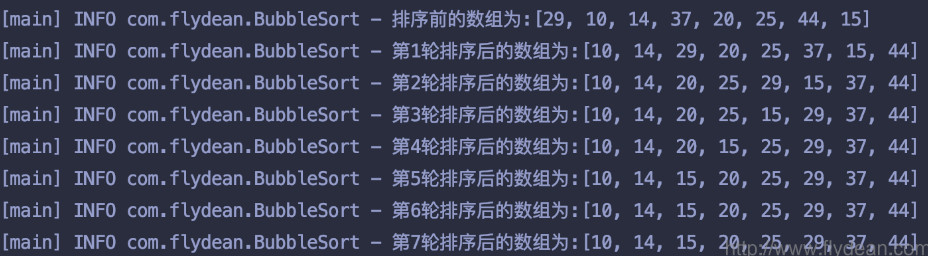 [main] INFO com.flydean.BubbleSort - 排序前的数组为:[29, 10, 14, 37, 20, 25, 44, 15]
[main] INFO com.flydean.BubbleSort - 第1轮排序后的数组为:[10, 14, 29, 20, 25, 37, 15, 44]
[main] INFO com.flydean.BubbleSort - 第2轮排序后的数组为:[10, 14, 20, 25, 29, 15, 37, 44]
[main] INFO com.flydean.BubbleSort - 第3轮排序后的数组为:[10, 14, 20, 25, 15, 29, 37, 44]
[main] INFO com.flydean.BubbleSort - 第4轮排序后的数组为:[10, 14, 20, 15, 25, 29, 37, 44]
[main] INFO com.flydean.BubbleSort - 第5轮排序后的数组为:[10, 14, 15, 20, 25, 29, 37, 44]
[main] INFO com.flydean.BubbleSort - 第6轮排序后的数组为:[10, 14, 15, 20, 25, 29, 37, 44]
[main] INFO com.flydean.BubbleSort - 第7轮排序后的数组为:[10, 14, 15, 20, 25, 29, 37, 44]
http://www.flydean.com